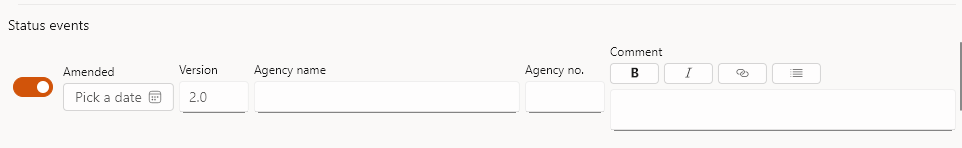 Status events
Amended
Version
Agency name
Agency no.
Comment
Pick a date
2.0
B
I